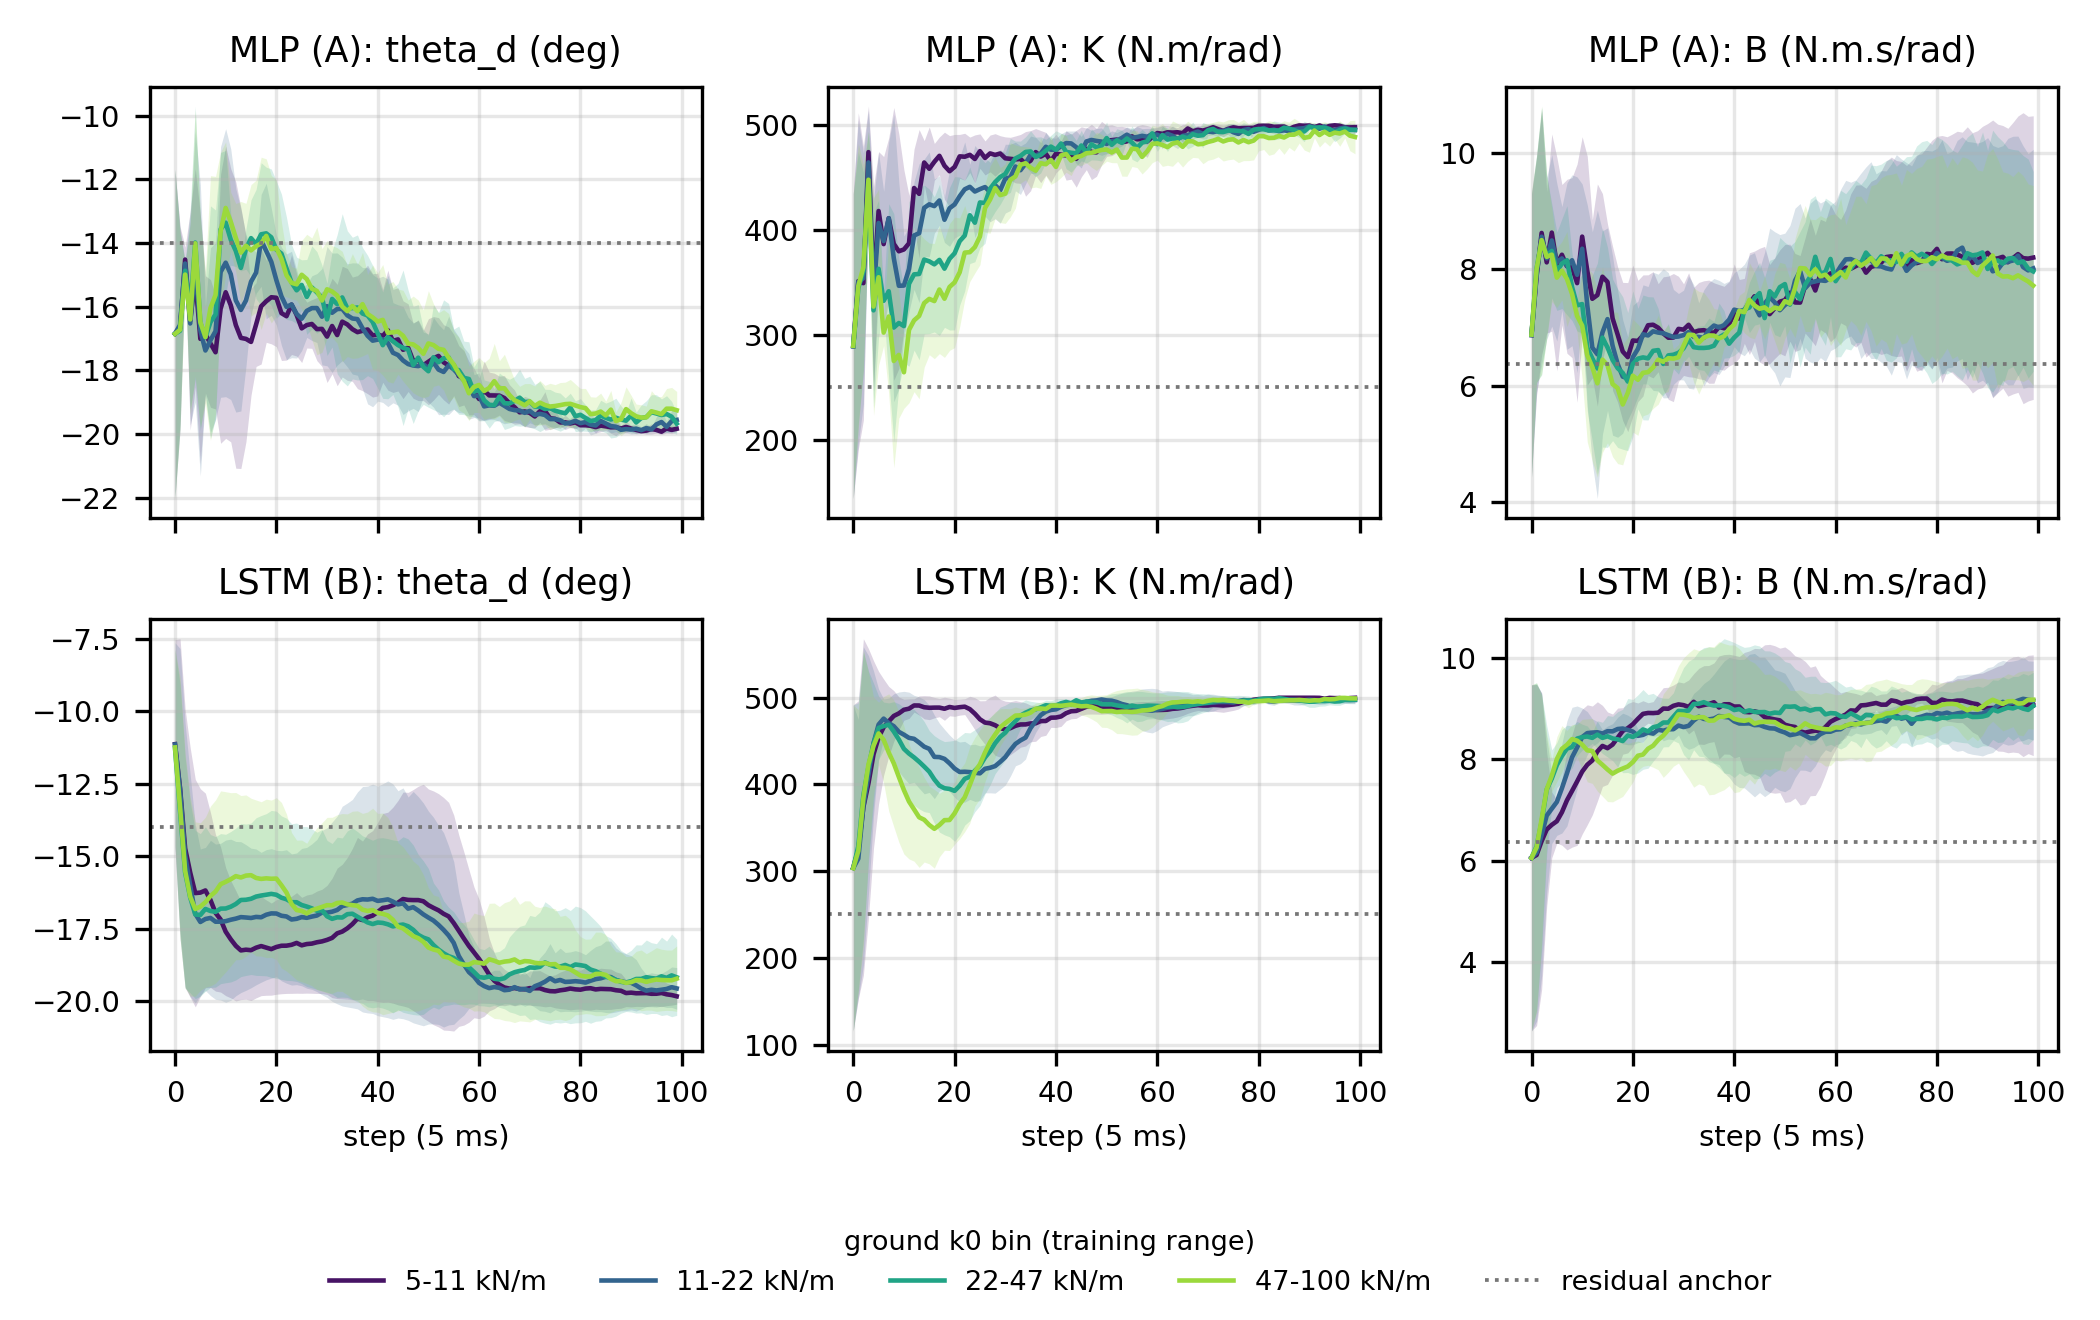 MLP (A): theta_d (deg)
MLP (A): K (N.m/rad)
MLP (A): B (N.m.s/rad)
−10
−12
−14
−16
−18
−20
−22
500
400
300
200
10
8
6
4
LSTM (B): theta_d (deg)
LSTM (B): K (N.m/rad)
LSTM (B): B (N.m.s/rad)
−7.5
−10.0
−12.5
−15.0
−17.5
−20.0
500
400
300
200
100
10
8
6
4
0 20 40 60 80 100
0 20 40 60 80 100
0 20 40 60 80 100
step (5 ms)
step (5 ms)
step (5 ms)
ground k0 bin (training range)
5-11 kN/m 11-22 kN/m 22-47 kN/m 47-100 kN/m residual anchor